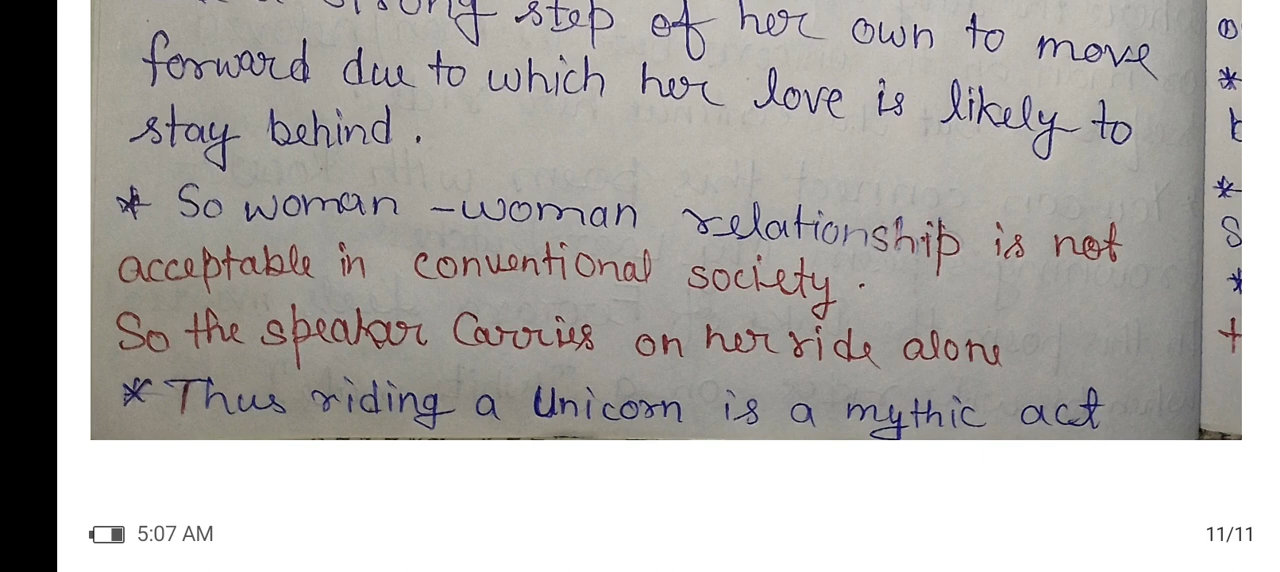 strong step of her own to move
forward due to which her love is likely to
stay behind.
* So woman - woman relationship is not
acceptable in conventional society.
So the speaker Carries on her ride alone
* Thus riding a Unicorn is a mythic act
5:07 AM
11/11